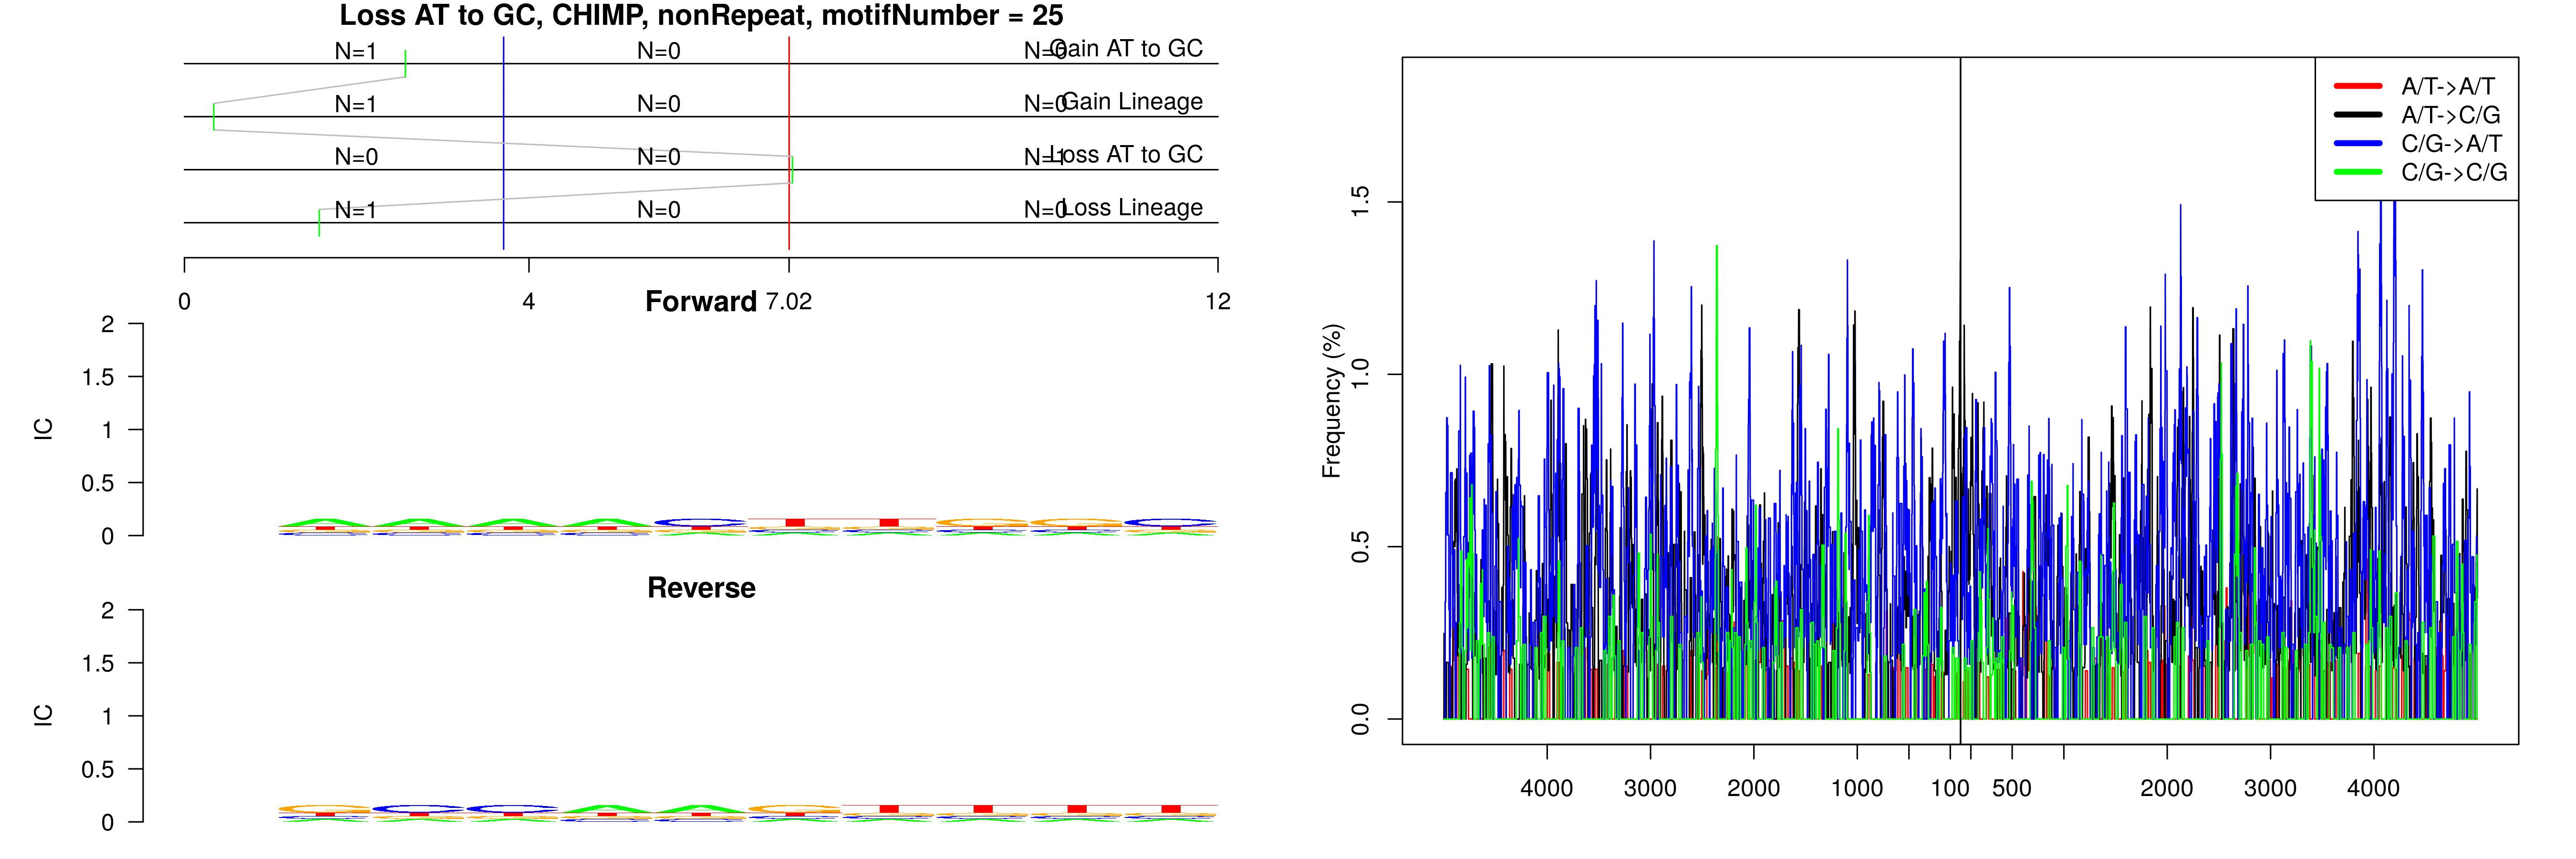 Loss AT to GC, CHIMP, nonRepeat, motifNumber = 25
N=1 N=0 N=0 Gain AT to GC
N=1 N=0 N=0 Gain Lineage
N=0 N=0 N=1 Loss AT to GC
N=1 N=0 N=0 Loss Lineage
0 4 7.02 12
Forward
2
1.5
1
0.5
0
IC
Reverse
2
1.5
1
0.5
0
IC
A/T->A/T
A/T->C/G
C/G->A/T
C/G->C/G
Frequency (%)
1.5
1.0
0.5
0.0
4000 3000 2000 1000 100 500 2000 3000 4000